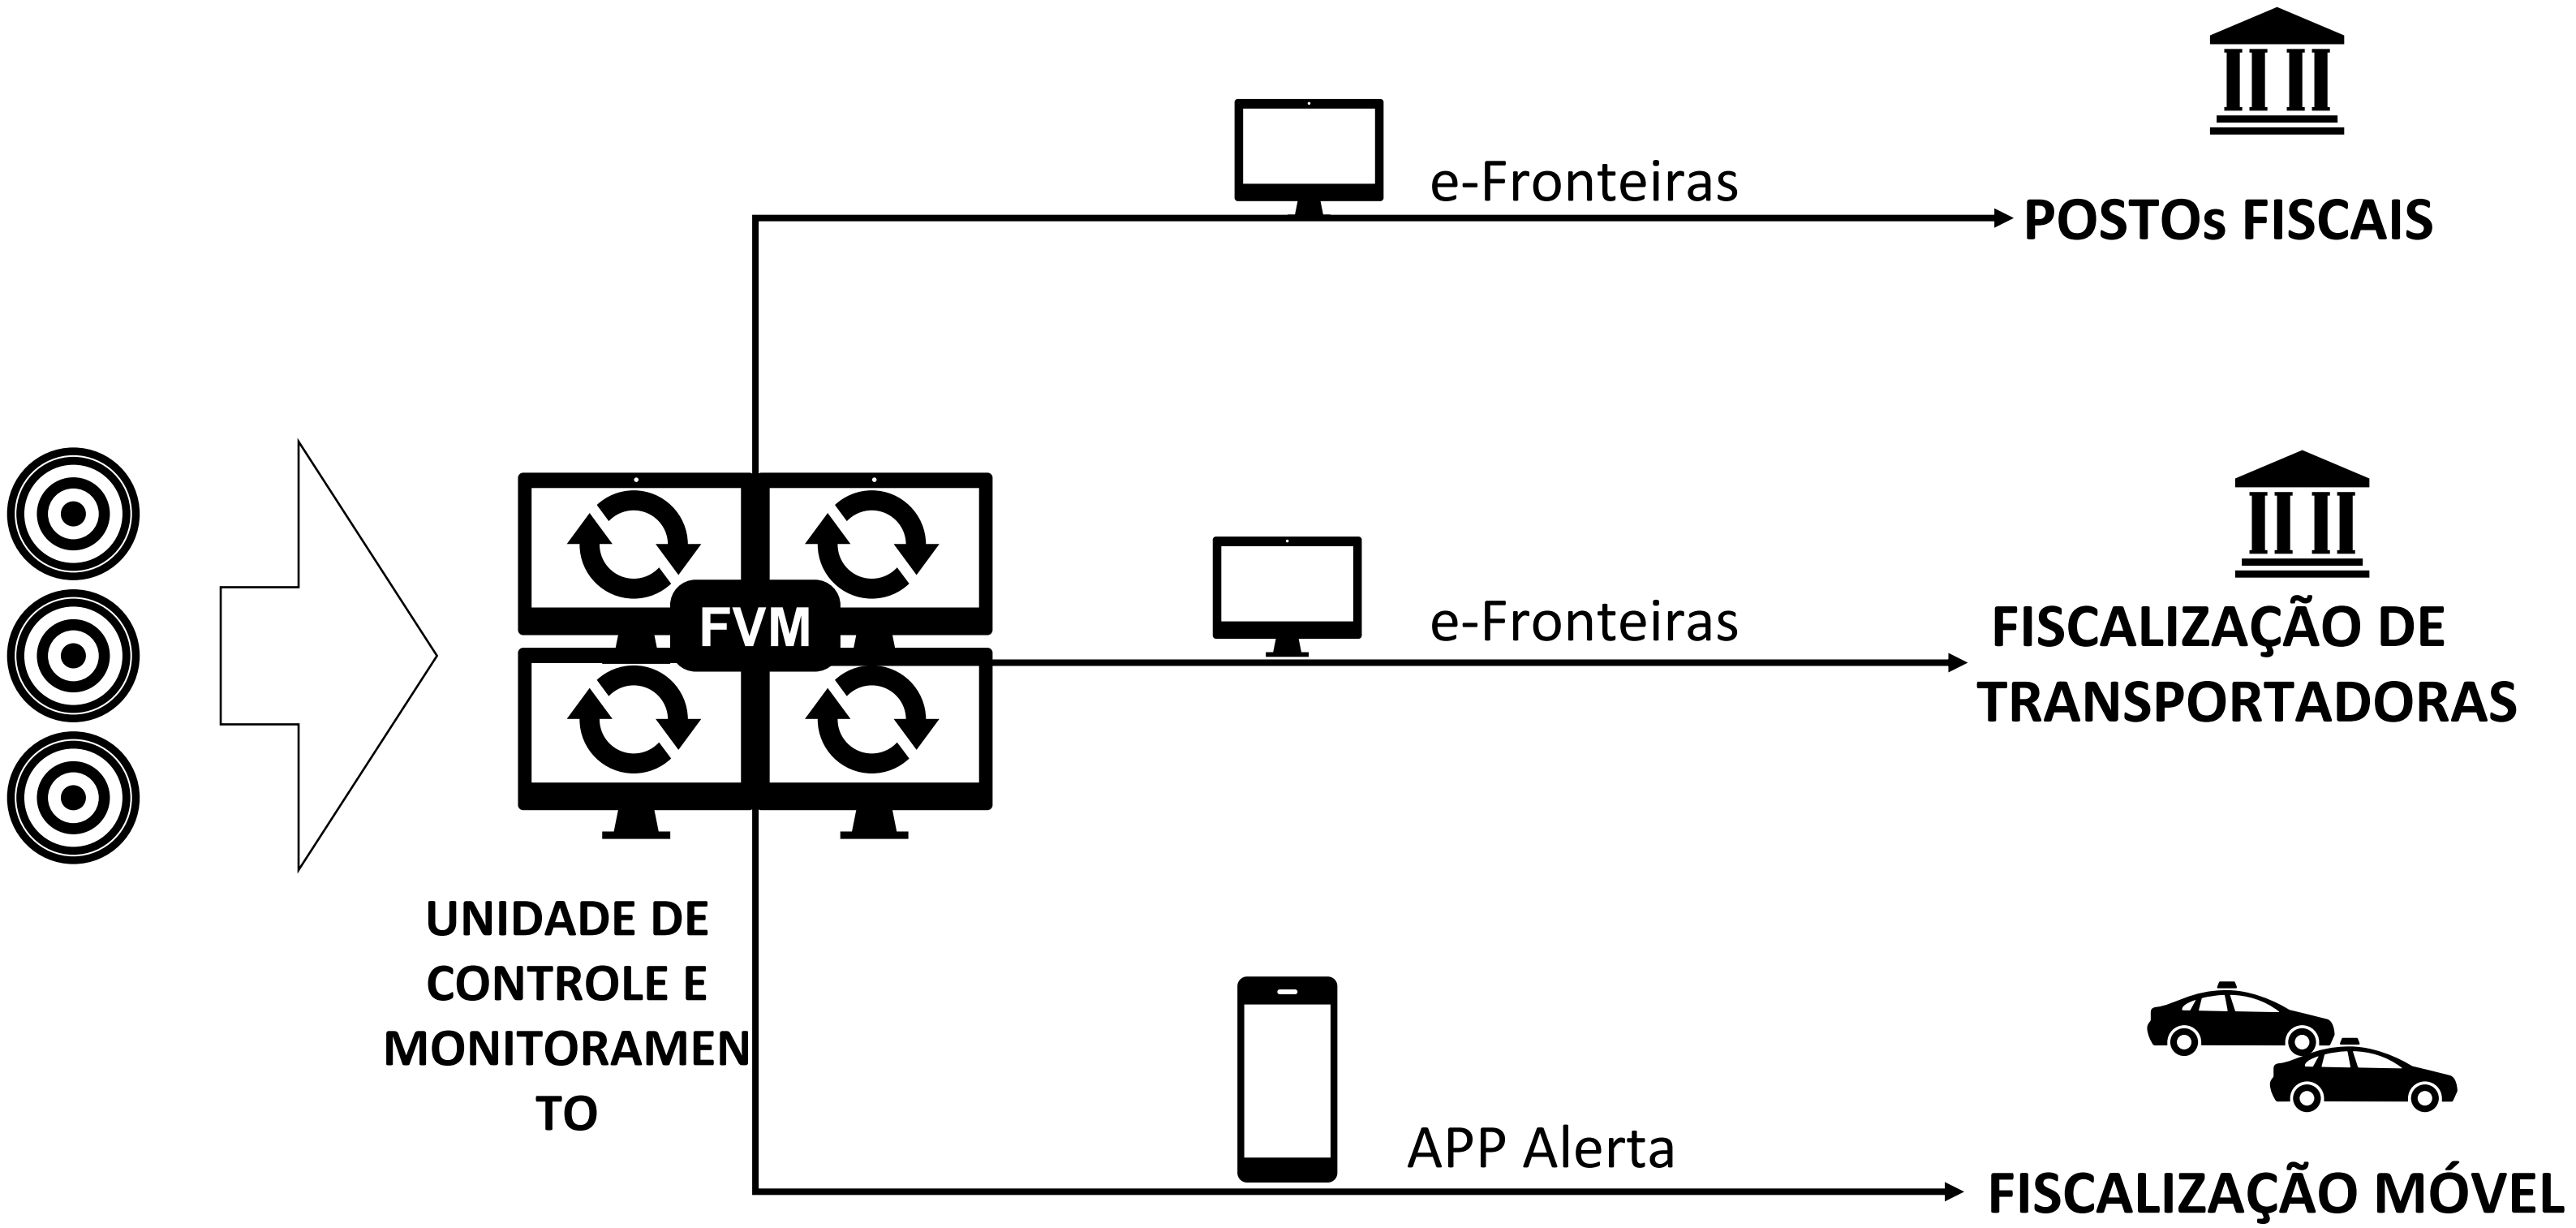 e-Fronteiras
POSTOs FISCAIS
FVM
e-Fronteiras
FISCALIZAÇÃO DE
TRANSPORTADORAS
UNIDADE DE
CONTROLE E
MONITORAMEN
TO
APP Alerta
FISCALIZAÇÃO MÓVEL